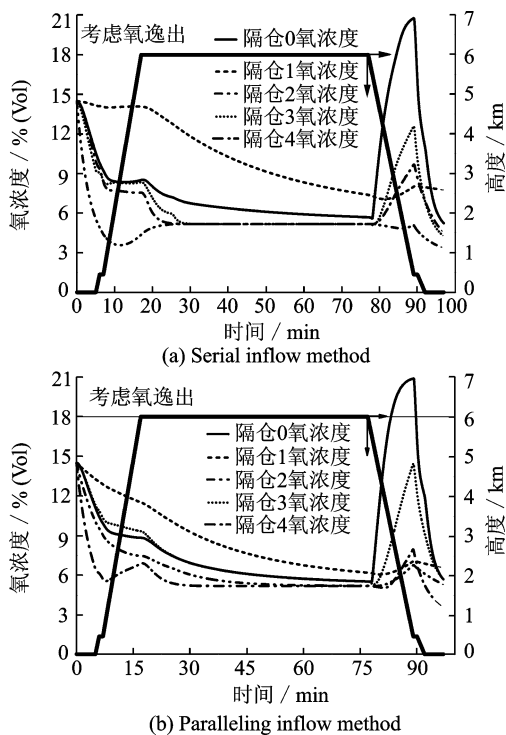 考虑氧逸出
隔仓0氧浓度
隔仓1氧浓度
隔仓2氧浓度
隔仓3氧浓度
隔仓4氧浓度
21
18
15
12
9
6
3
0
氧浓度 / % (Vol)
7
6
5
4
3
2
1
0
高度 / km
0 10 20 30 40 50 60 70 80 90 100
时间 / min
(a) Serial inflow method
考虑氧逸出
隔仓0氧浓度
隔仓1氧浓度
隔仓2氧浓度
隔仓3氧浓度
隔仓4氧浓度
21
18
15
12
9
6
3
0
氧浓度 / % (Vol)
7
6
5
4
3
2
1
0
高度 / km
0 15 30 45 60 75 90
时间 / min
(b) Paralleling inflow method